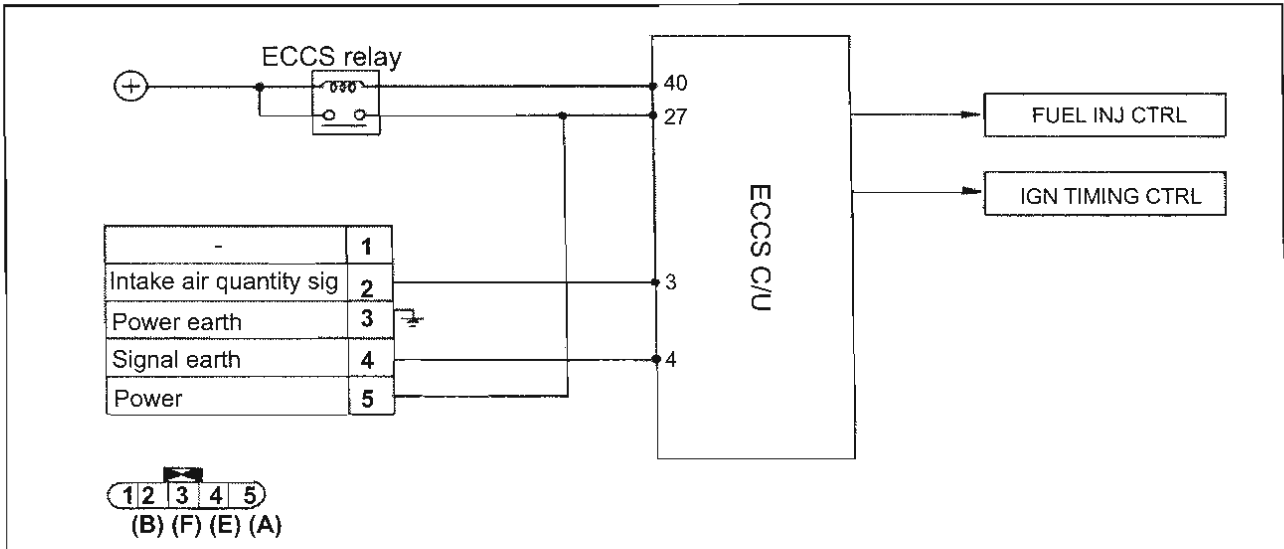 ECCS relay
+
40
27
FUEL INJ CTRL
IGN TIMING CTRL
ECCS C/U
- 1
Intake air quantity sig 2
Power earth 3
Signal earth 4
Power 5
3
4
1 2 3 4 5
(B) (F) (E) (A)